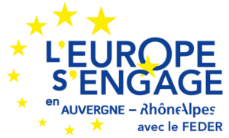 L'EUROPE
S'ENGAGE
en
AUVERGNE – RhôneAlpes
avec le FEDER